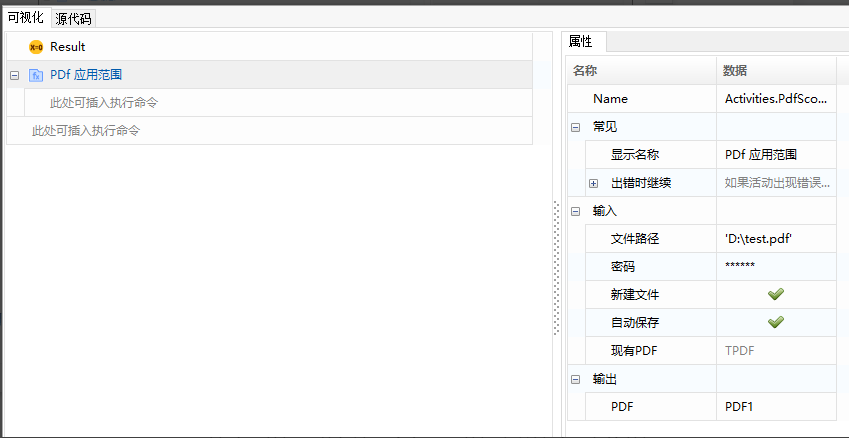 可视化 源代码
x=0 Result
fx PDf 应用范围
此处可插入执行命令
此处可插入执行命令
属性
名称 数据
Name Activities.PdfSco...
常见
显示名称 PDf 应用范围
出错时继续 如果活动出现错误...
输入
文件路径 'D:\test.pdf'
密码 ******
新建文件
自动保存
现有PDF TPDF
输出
PDF PDF1